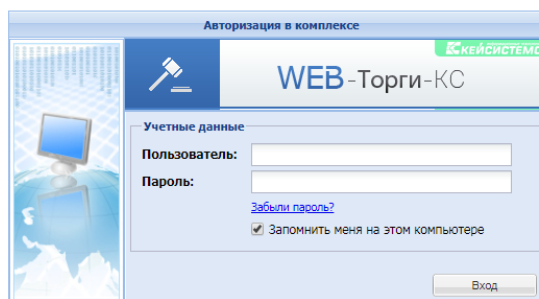 Авторизация в комплексе
КЕЙСИСТЕМС
WEB-Торги-КС
Учетные данные
Пользователь:
Пароль:
Забыли пароль?
Запомнить меня на этом компьютере
Вход